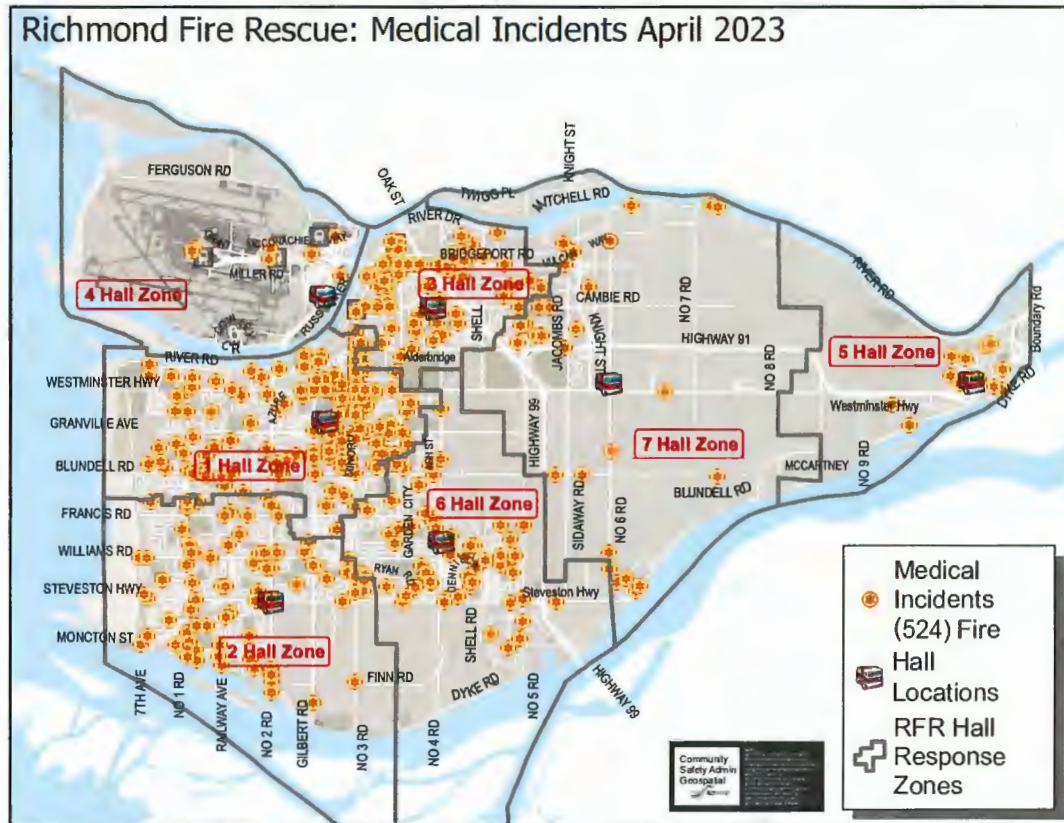 Richmond Fire Rescue: Medical Incidents April 2023
FERGUSON RD
OAK ST
TWIGG PL
KNIGHT ST
MITCHELL RD
RIVER DR
BRIDGEPORT RD
MILLER RD
4 Hall Zone
3 Hall Zone
SHELL
CAMBIE RD
JACOMBS RD
KNIGHT ST
NO 7 RD
RIVER RD
Boundary Rd
HIGHWAY 91
NO 8 RD
5 Hall Zone
DYKE RD
RIVER RD
Alderbridge
WESTMINSTER HWY
AZURE
Westminster Hwy
GRANVILLE AVE
HIGHWAY 99
7 Hall Zone
BLUNDELL RD
1 Hall Zone
ASH ST
MCCARTNEY
NO 9 RD
BLUNDELL RD
FRANCIS RD
GARDEN CITY
6 Hall Zone
SIDAWAY RD
NO 6 RD
WILLIAMS RD
RYAN RD
STEVESTON HWY
Steveston Hwy
MONCTON ST
2 Hall Zone
SHELL RD
FINN RD
DYKE RD
HIGHWAY 99
7TH AVE
NO 1 RD
RAILWAY AVE
NO 2 RD
GILBERT RD
NO 3 RD
NO 4 RD
NO 5 RD
Community
Safety Admin
Geospatial
Medical
Incidents
(524) Fire
Hall
Locations
RFR Hall
Response
Zones